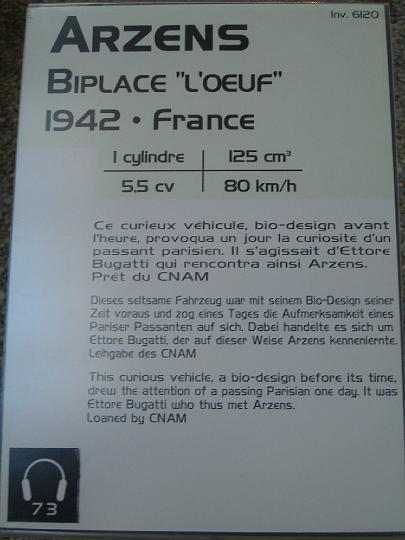 Inv. 6120
ARZENS
BIPLACE "L'OEUF"
1942 • France
1 cylindre 125 cm³
5,5 cv 80 km/h
Ce curieux véhicule, bio-design avant
l'heure, provoqua un jour la curiosité d'un
passant parisien. Il s'agissait d'Ettore
Bugatti qui rencontra ainsi Arzens.
Prêt du CNAM
Dieses seltsame Fahrzeug war mit seinem Bio-Design seiner
Zeit voraus und zog eines Tages die Aufmerksamkeit eines
Pariser Passanten auf sich. Dabei handelte es sich um
Ettore Bugatti, der auf dieser Weise Arzens kennenlernte.
Leihgabe des CNAM
This curious vehicle, a bio-design before its time,
drew the attention of a passing Parisian one day. It was
Ettore Bugatti who thus met Arzens.
Loaned by CNAM
73